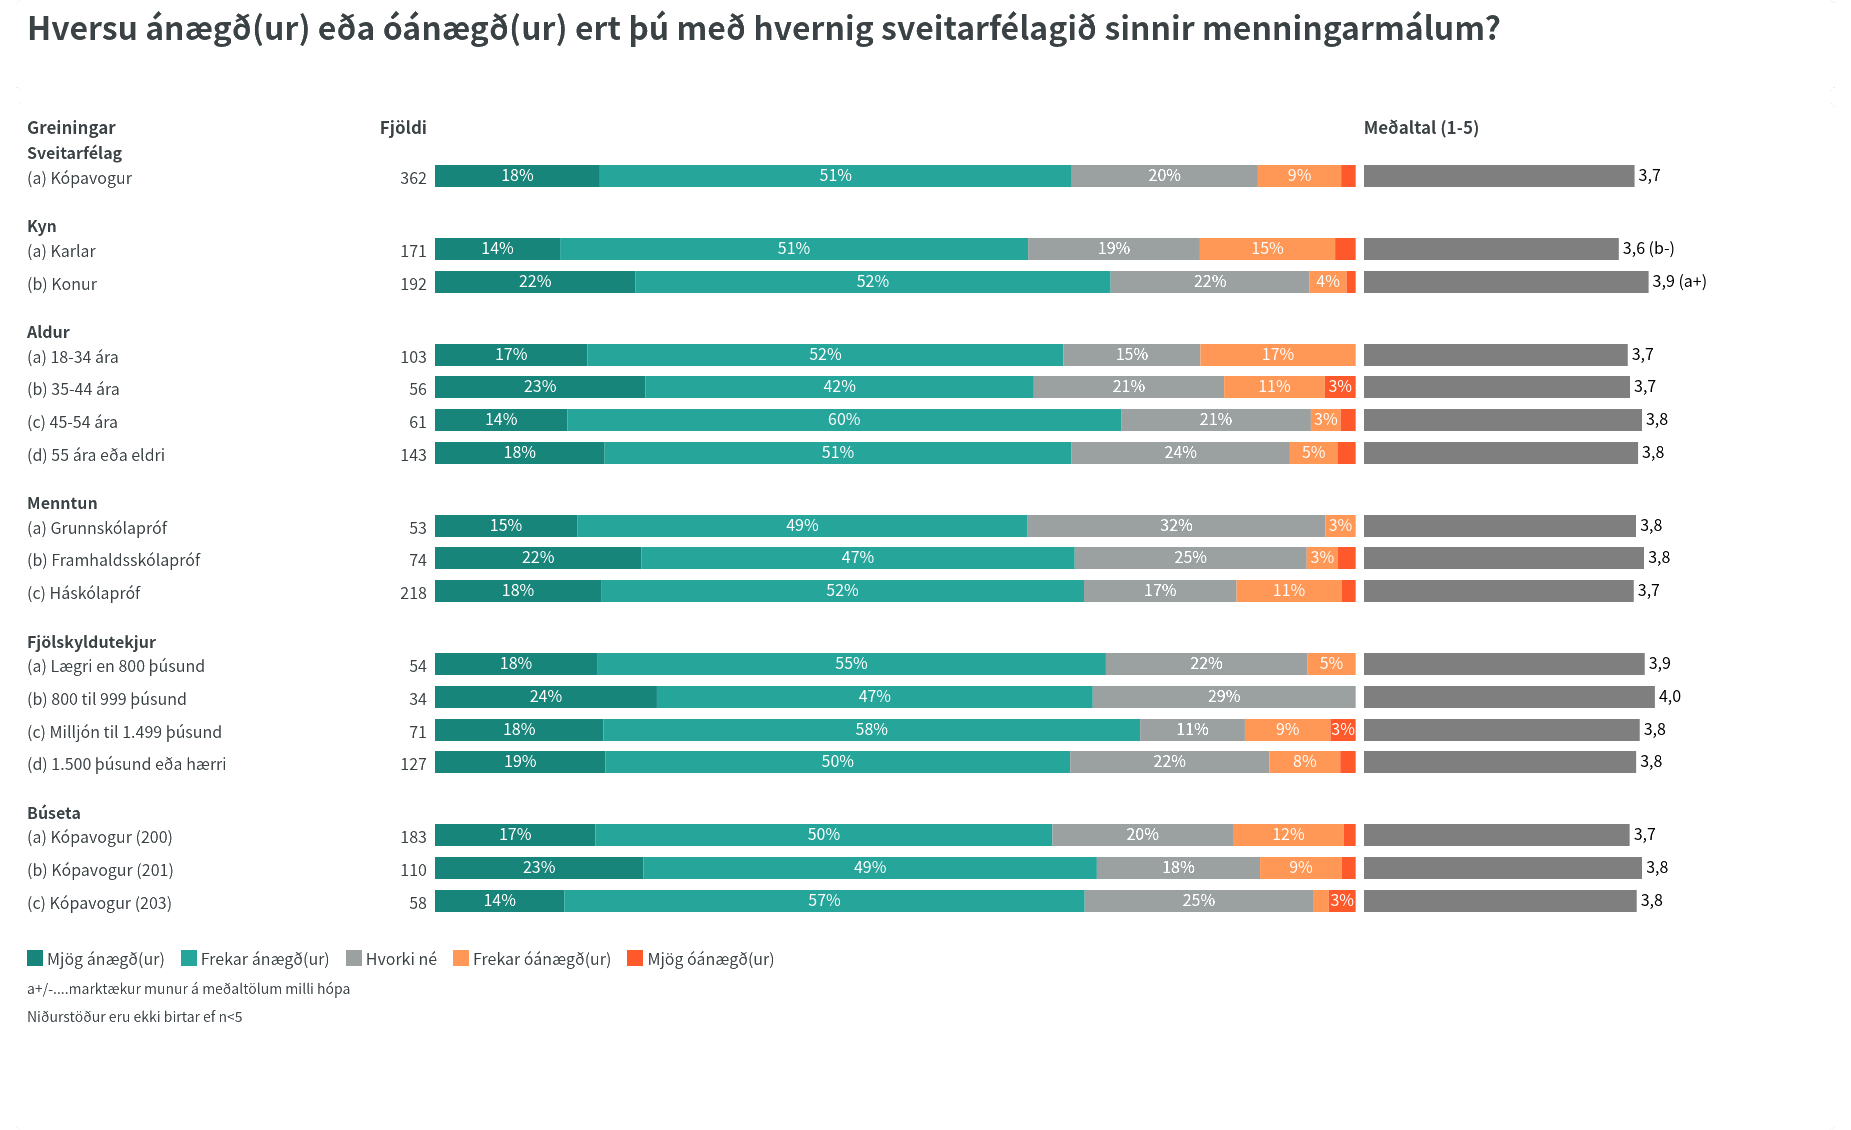 Hversu ánægð(ur) eða óánægð(ur) ert þú með hvernig sveitarfélagið sinnir menningarmálum?
Greiningar Fjöldi Meðaltal (1-5)
Sveitarfélag
(a) Kópavogur 362 18% 51% 20% 9% 3,7
Kyn
(a) Karlar 171 14% 51% 19% 15% 3,6 (b-)
(b) Konur 192 22% 52% 22% 4% 3,9 (a+)
Aldur
(a) 18-34 ára 103 17% 52% 15% 17% 3,7
(b) 35-44 ára 56 23% 42% 21% 11% 3% 3,7
(c) 45-54 ára 61 14% 60% 21% 3% 3,8
(d) 55 ára eða eldri 143 18% 51% 24% 5% 3,8
Menntun
(a) Grunnskólapróf 53 15% 49% 32% 3% 3,8
(b) Framhaldsskólapróf 74 22% 47% 25% 3% 3,8
(c) Háskólapróf 218 18% 52% 17% 11% 3,7
Fjölskyldutekjur
(a) Lægri en 800 þúsund 54 18% 55% 22% 5% 3,9
(b) 800 til 999 þúsund 34 24% 47% 29% 4,0
(c) Milljón til 1.499 þúsund 71 18% 58% 11% 9% 3% 3,8
(d) 1.500 þúsund eða hærri 127 19% 50% 22% 8% 3,8
Búseta
(a) Kópavogur (200) 183 17% 50% 20% 12% 3,7
(b) Kópavogur (201) 110 23% 49% 18% 9% 3,8
(c) Kópavogur (203) 58 14% 57% 25% 3% 3,8
Mjög ánægð(ur) Frekar ánægð(ur) Hvorki né Frekar óánægð(ur) Mjög óánægð(ur)
a+/-....marktækur munur á meðaltölum milli hópa
Niðurstöður eru ekki birtar ef n<5